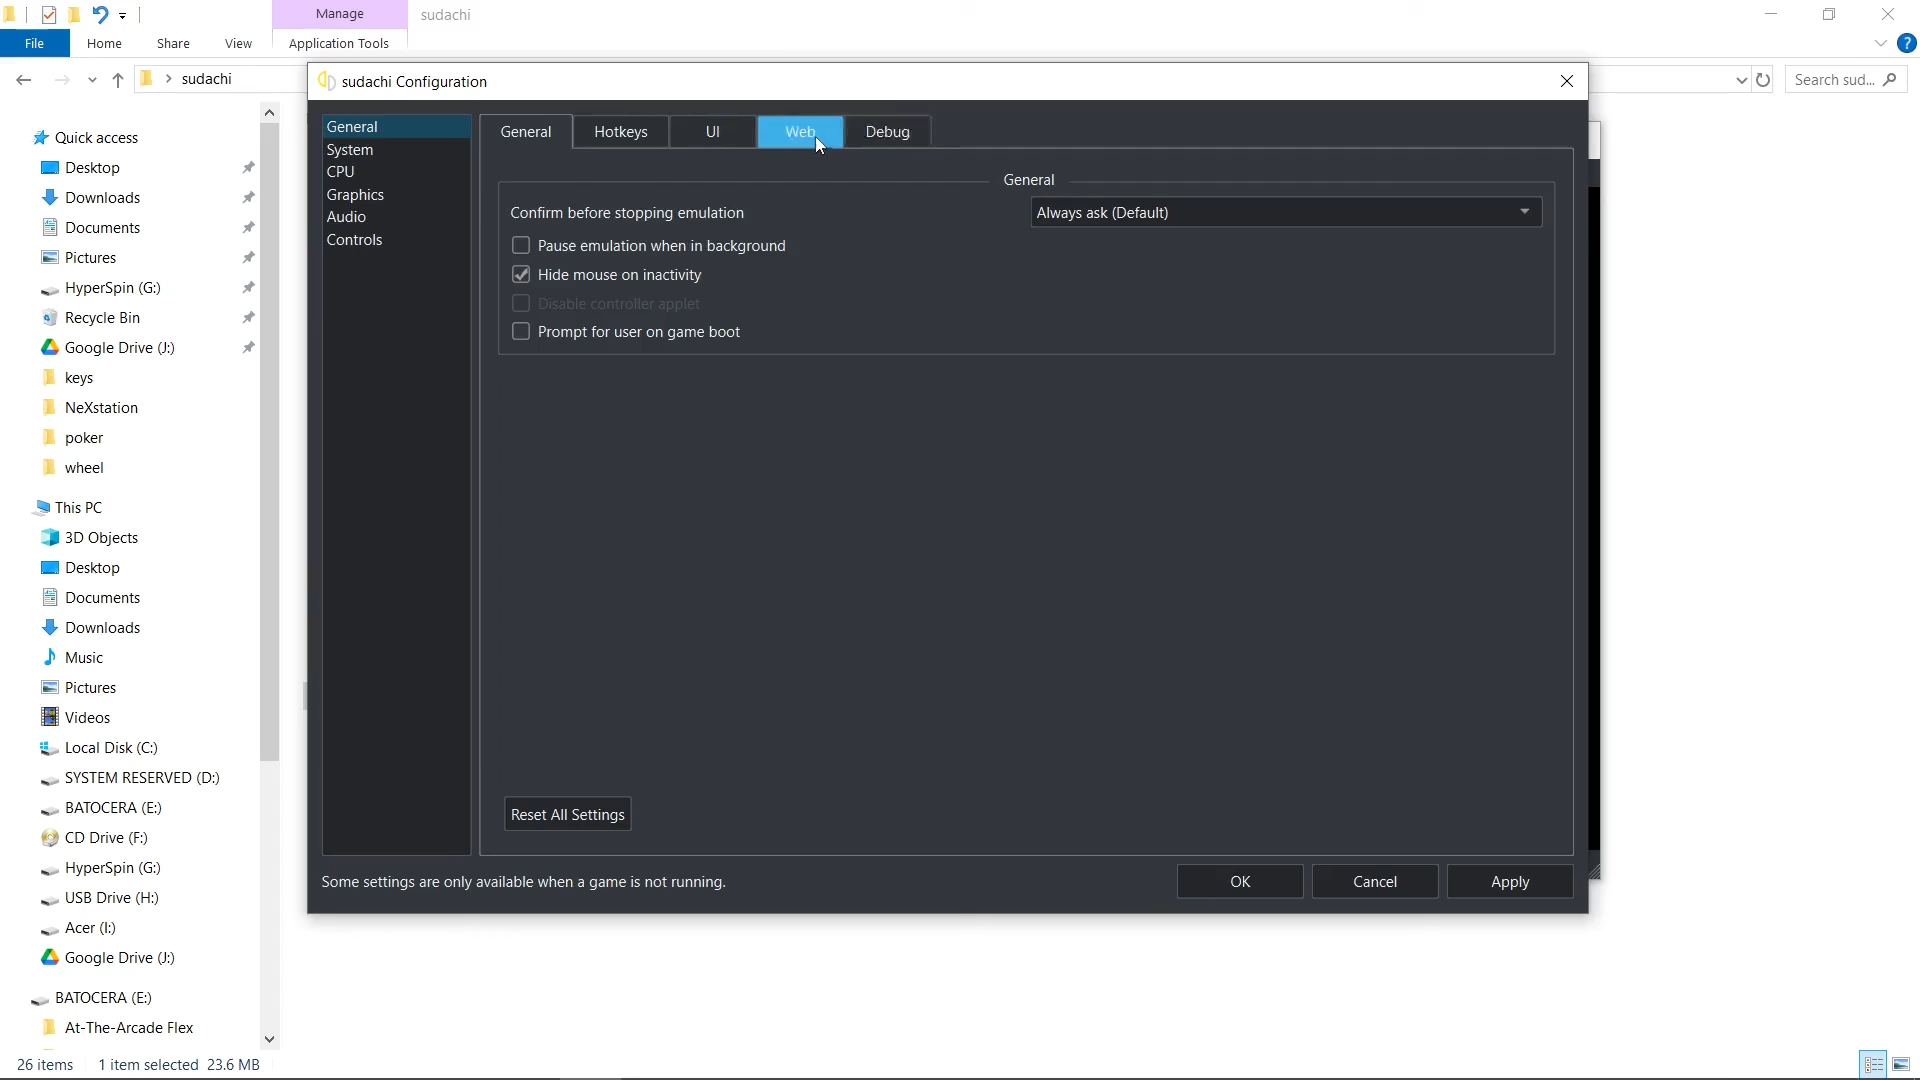 Manage
sudachi
File
Home
Share
View
Application Tools
sudachi
Search sud...
sudachi Configuration
Quick access
Desktop
Downloads
Documents
Pictures
HyperSpin (G:)
Recycle Bin
Google Drive (J:)
keys
NeXstation
poker
wheel
This PC
3D Objects
Desktop
Documents
Downloads
Music
Pictures
Videos
Local Disk (C:)
SYSTEM RESERVED (D:)
BATOCERA (E:)
CD Drive (F:)
HyperSpin (G:)
USB Drive (H:)
Acer (I:)
Google Drive (J:)
BATOCERA (E:)
At-The-Arcade Flex
General
System
CPU
Graphics
Audio
Controls
General
Hotkeys
UI
Web
Debug
General
Confirm before stopping emulation
Always ask (Default)
Pause emulation when in background
Hide mouse on inactivity
Disable controller applet
Prompt for user on game boot
Reset All Settings
Some settings are only available when a game is not running.
OK
Cancel
Apply
26 items
1 item selected 23.6 MB